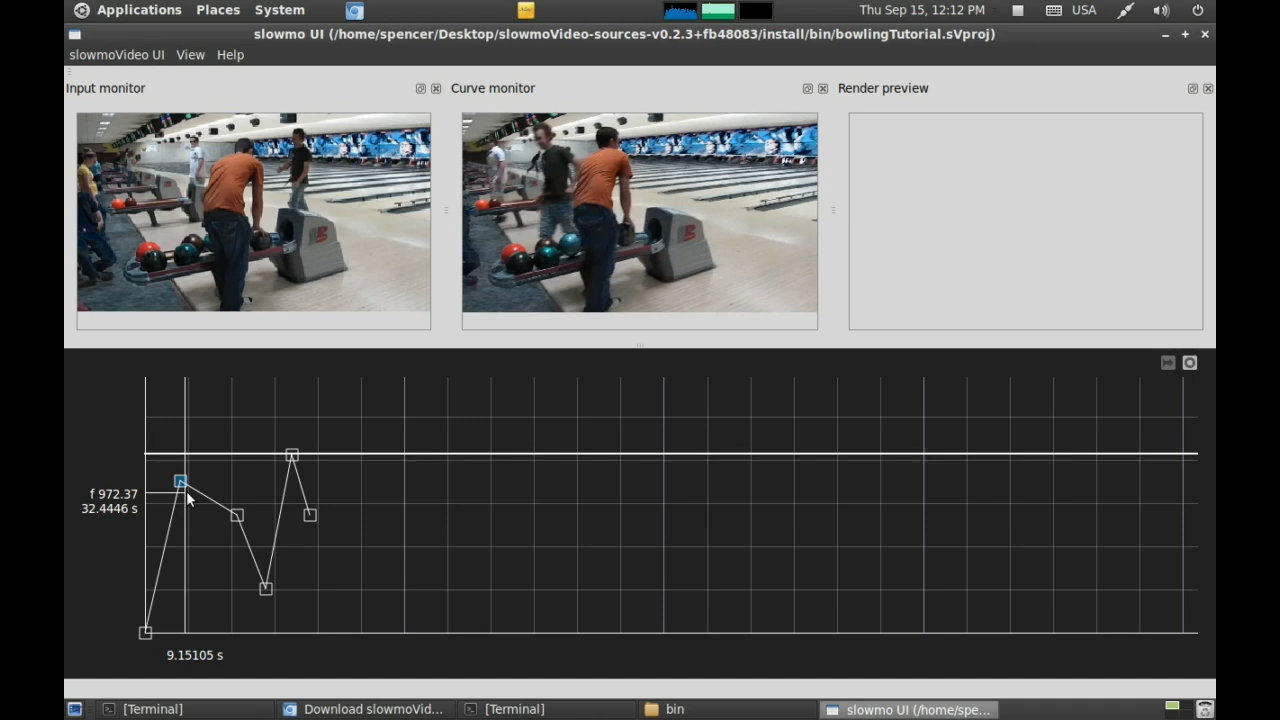 Applications Places System
Thu Sep 15, 12:12 PM
USA
slowmo UI (/home/spencer/Desktop/slowmoVideo-sources-v0.2.3+fb48083/install/bin/bowlingTutorial.sVproj)
slowmoVideo UI View Help
Input monitor
Curve monitor
Render preview
f 972.37
32.4446 s
9.15105 s
[Terminal]
Download slowmoVid...
[Terminal]
bin
slowmo UI (/home/spe...